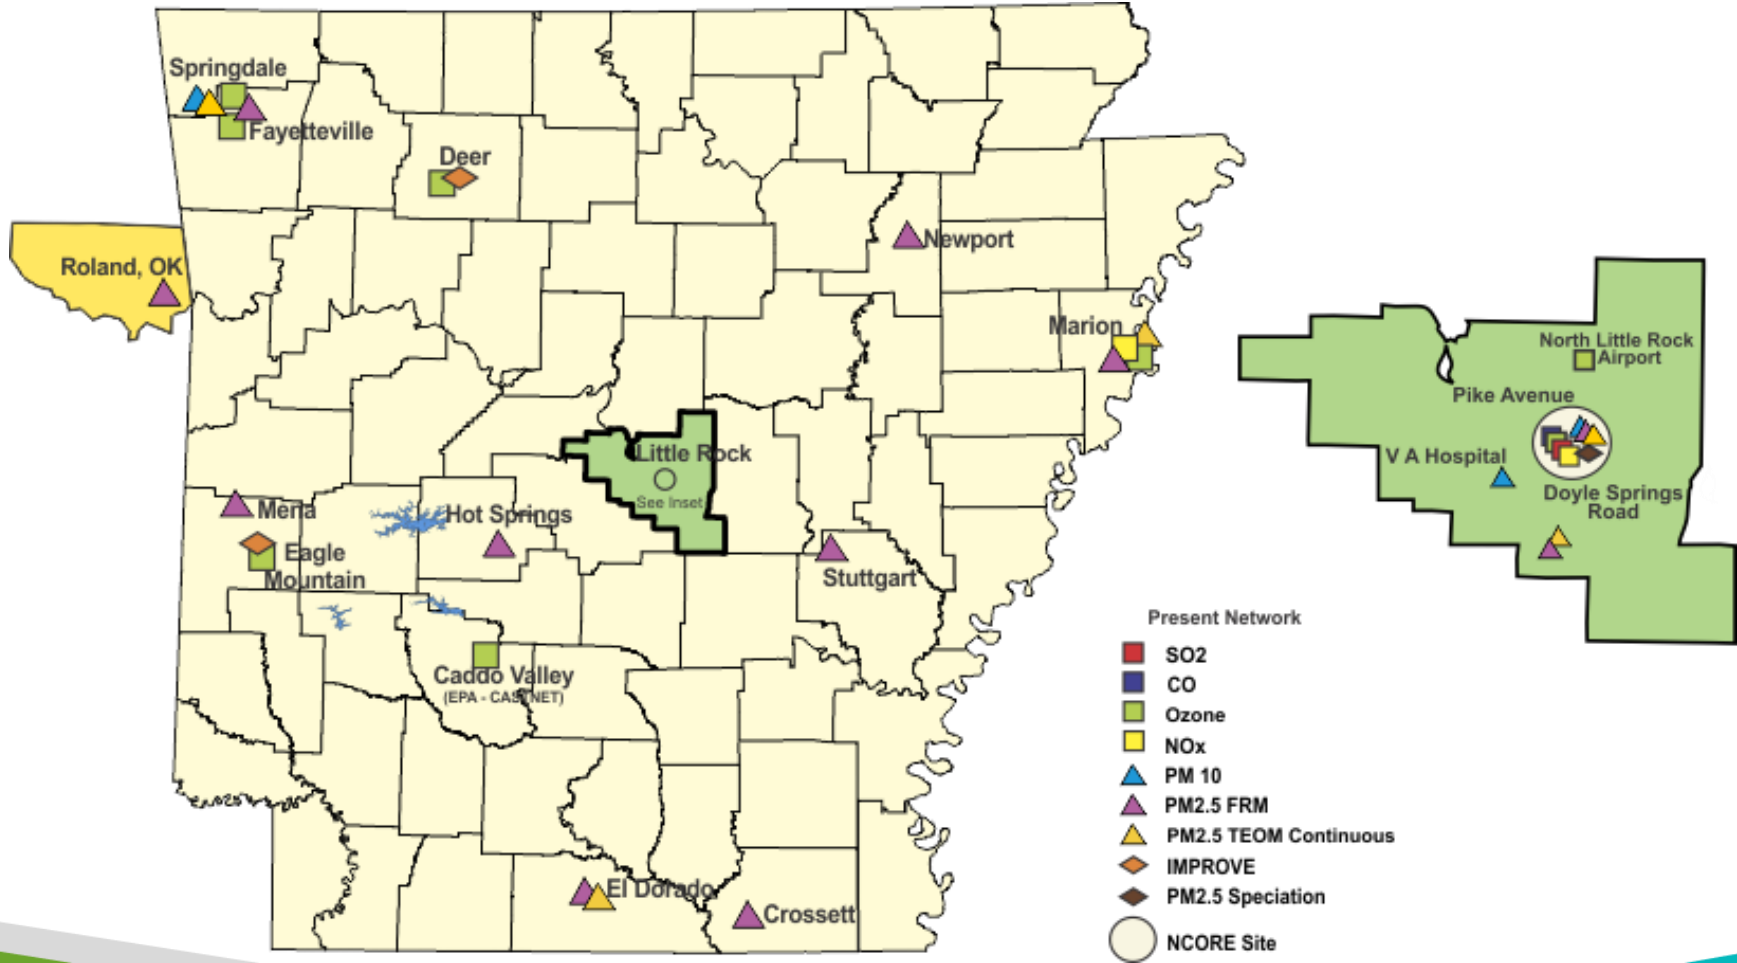 Springdale
Fayetteville
Deer
Roland, OK
Newport
Marion
Little Rock
See Inset
Mena
Hot Springs
Eagle
Mountain
Stuttgart
Caddo Valley
(EPA - CASTNET)
El Dorado
Crossett
North Little Rock
Airport
Pike Avenue
V A Hospital
Doyle Springs
Road
Present Network
SO2
CO
Ozone
NOx
PM 10
PM2.5 FRM
PM2.5 TEOM Continuous
IMPROVE
PM2.5 Speciation
NCORE Site